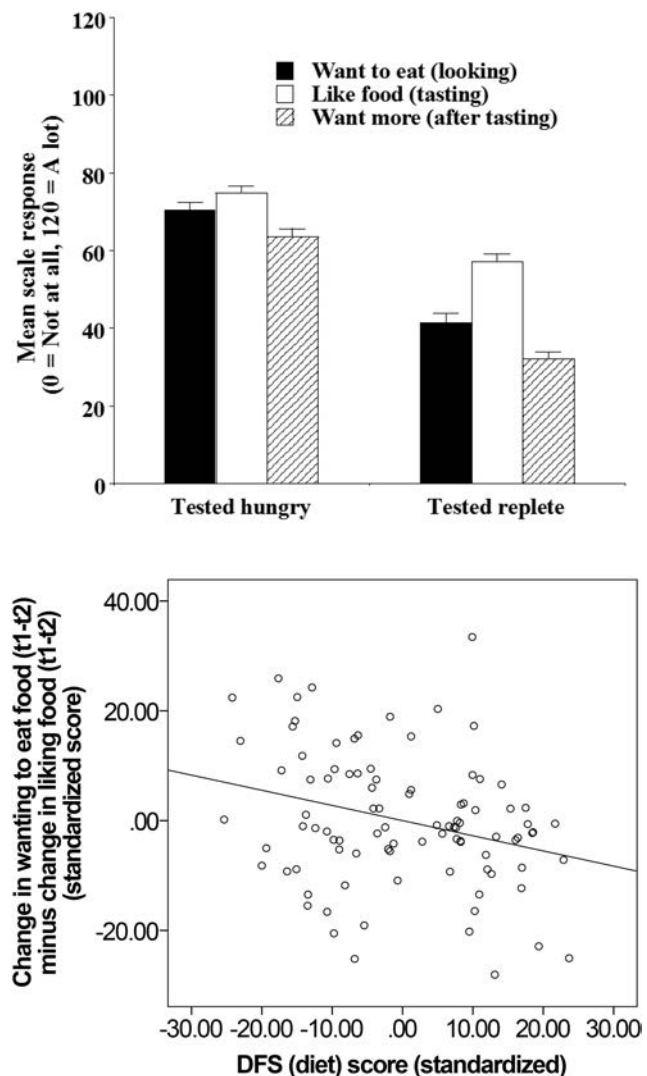 120
100
80
60
40
20
0
Mean scale response
(0 = Not at all, 120 = A lot)
Want to eat (looking)
Like food (tasting)
Want more (after tasting)
Tested hungry
Tested replete
Change in wanting to eat food (t1-t2)
minus change in liking food (t1-t2)
(standardized score)
40.00
20.00
.00
-20.00
-30.00 -20.00 -10.00 .00 10.00 20.00 30.00
DFS (diet) score (standardized)